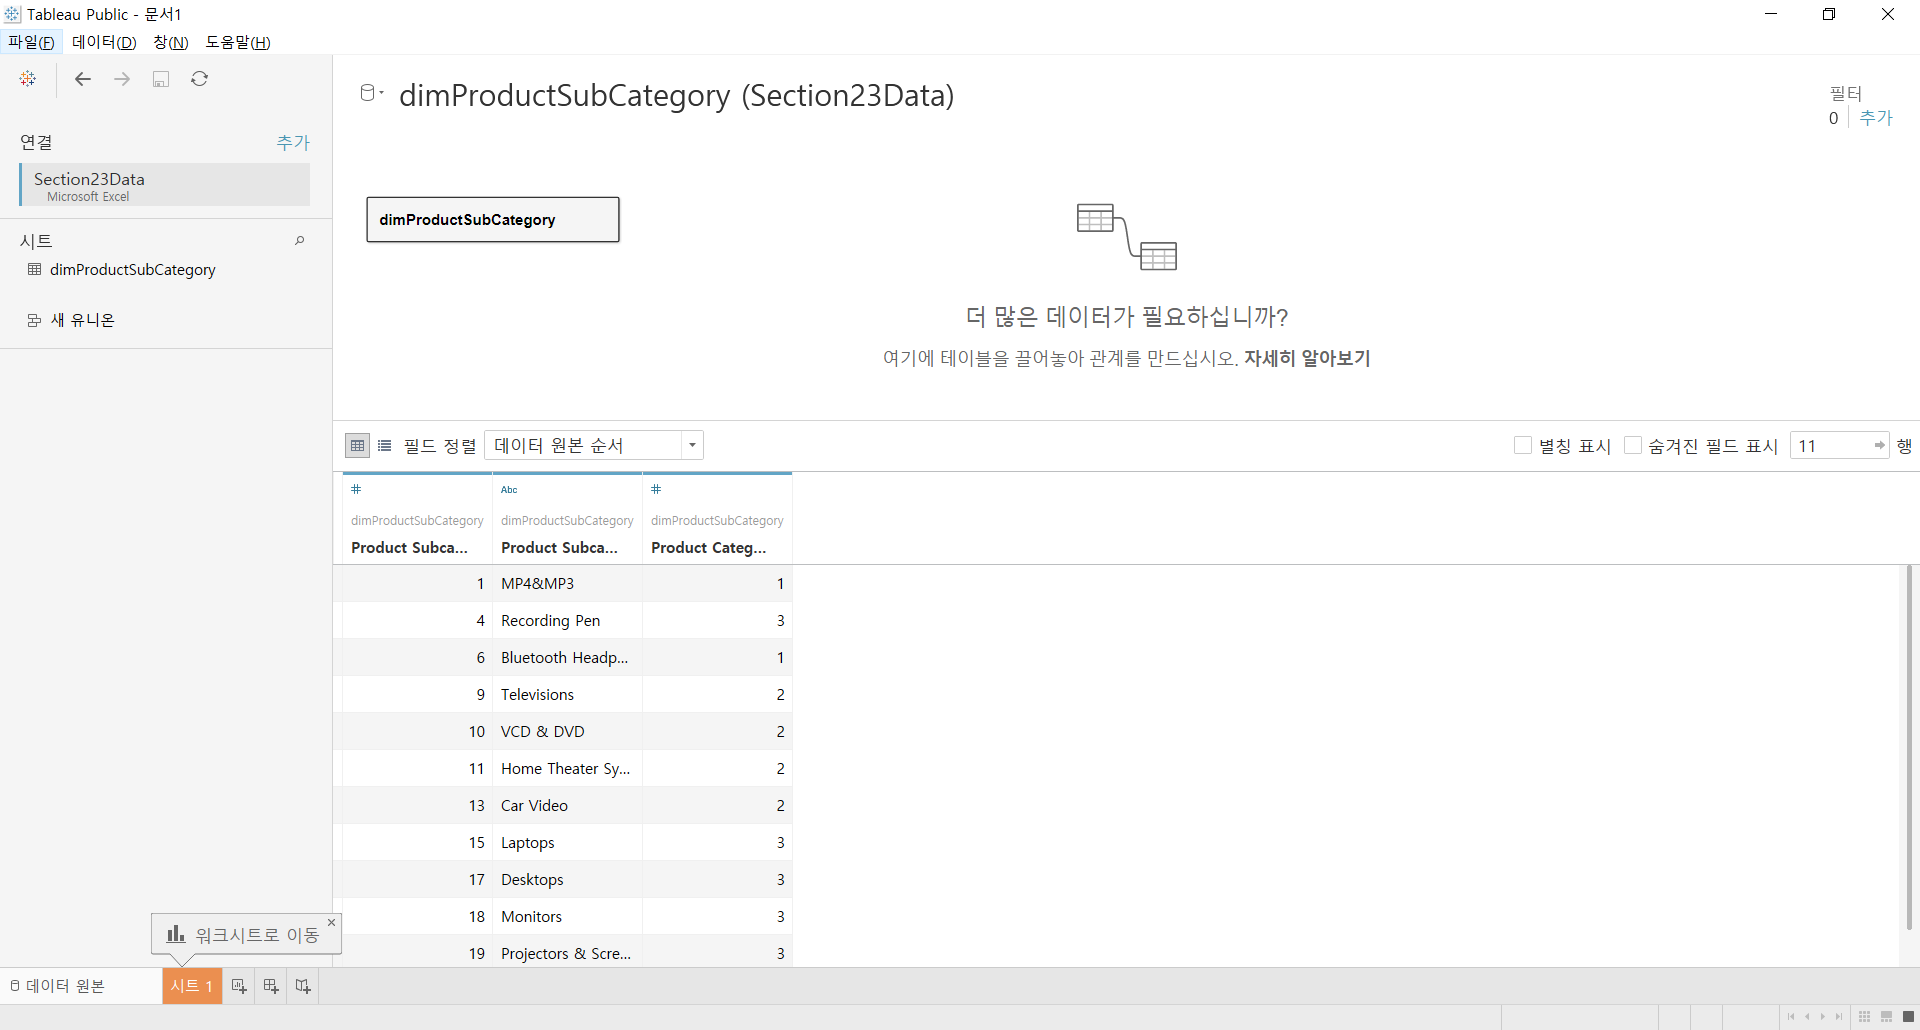 Tableau Public - 문서1
파일(F) 데이터(D) 창(N) 도움말(H)
연결 추가
Section23Data
Microsoft Excel
시트
dimProductSubCategory
새 유니온
dimProductSubCategory (Section23Data)
필터
0 추가
dimProductSubCategory
더 많은 데이터가 필요하십니까?
여기에 테이블을 끌어놓아 관계를 만드십시오. 자세히 알아보기
필드 정렬 데이터 원본 순서 별칭 표시 숨겨진 필드 표시 11 행
# Abc #
dimProductSubCategory dimProductSubCategory dimProductSubCategory
Product Subca... Product Subca... Product Categ...
1 MP4&MP3 1
4 Recording Pen 3
6 Bluetooth Headp... 1
9 Televisions 2
10 VCD & DVD 2
11 Home Theater Sy... 2
13 Car Video 2
15 Laptops 3
17 Desktops 3
18 Monitors 3
19 Projectors & Scre... 3
워크시트로 이동
데이터 원본 시트 1